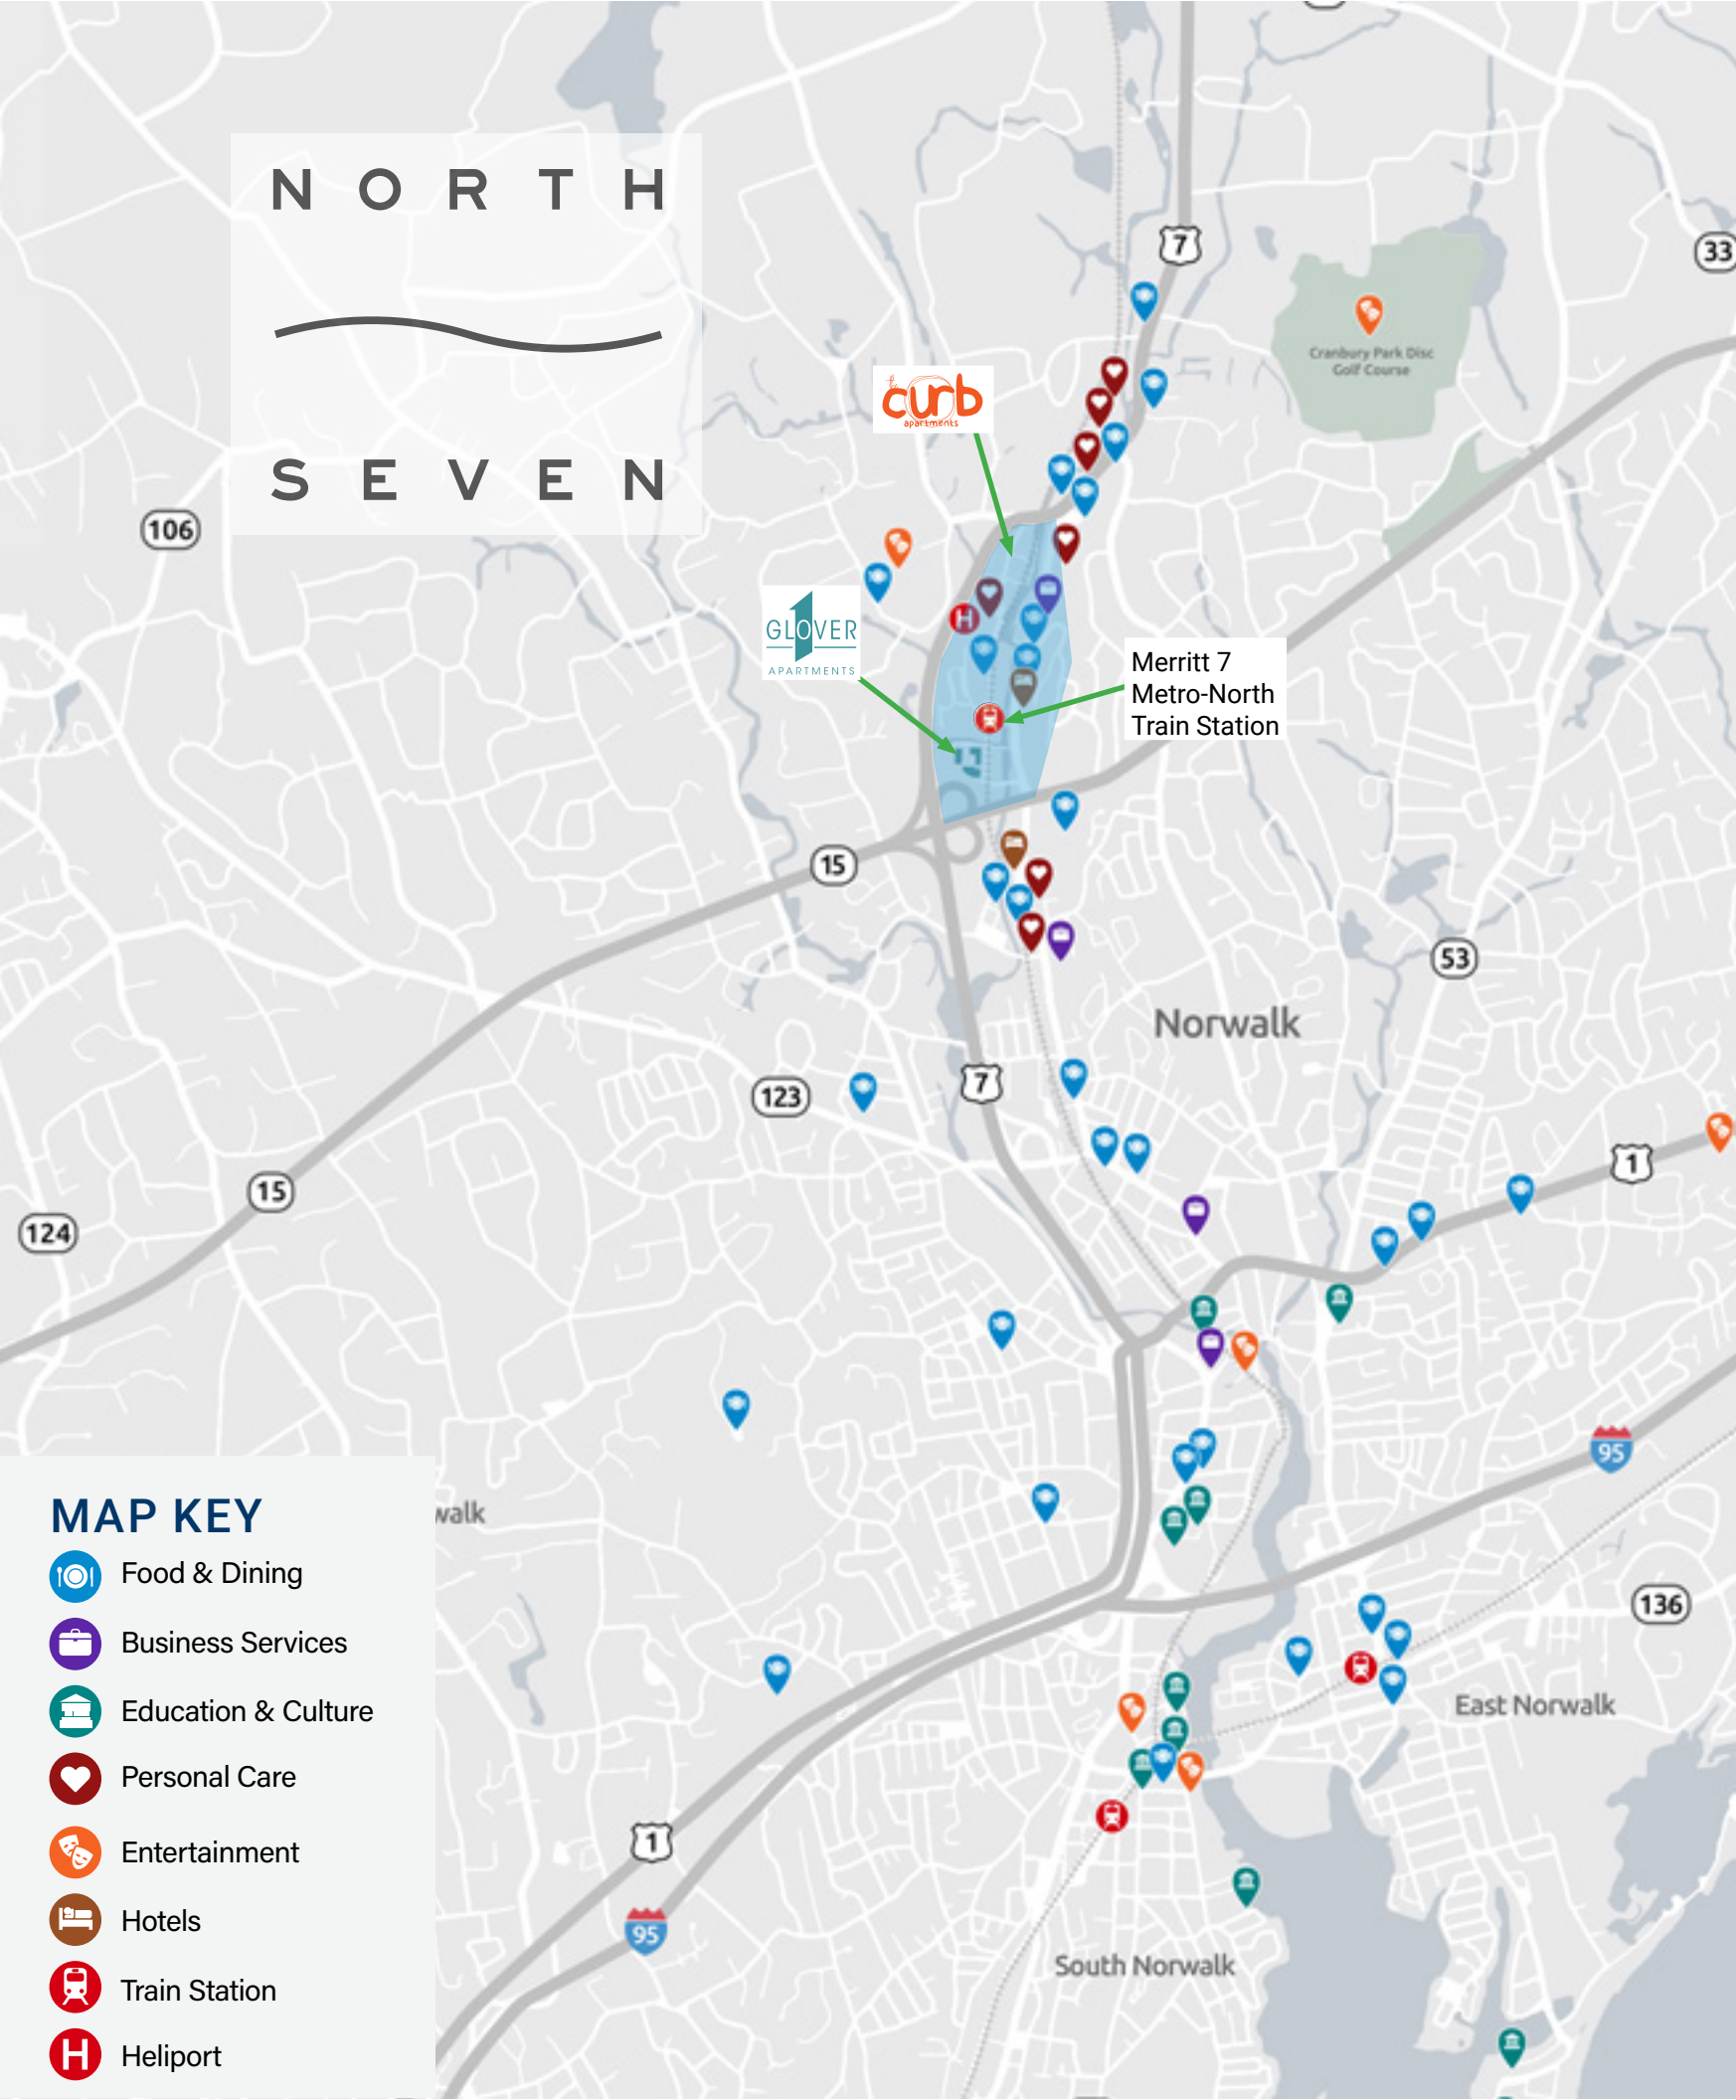 NORTH
SEVEN
7
33
Cranbury Park Disc
Golf Course
the
curb
apartments
106
GLOVER
APARTMENTS
H
Merritt 7
Metro-North
Train Station
15
53
Norwalk
7
123
1
15
124
95
MAP KEY
walk
Food & Dining
136
Business Services
East Norwalk
Education & Culture
Personal Care
1
Entertainment
95
Hotels
South Norwalk
Train Station
H Heliport